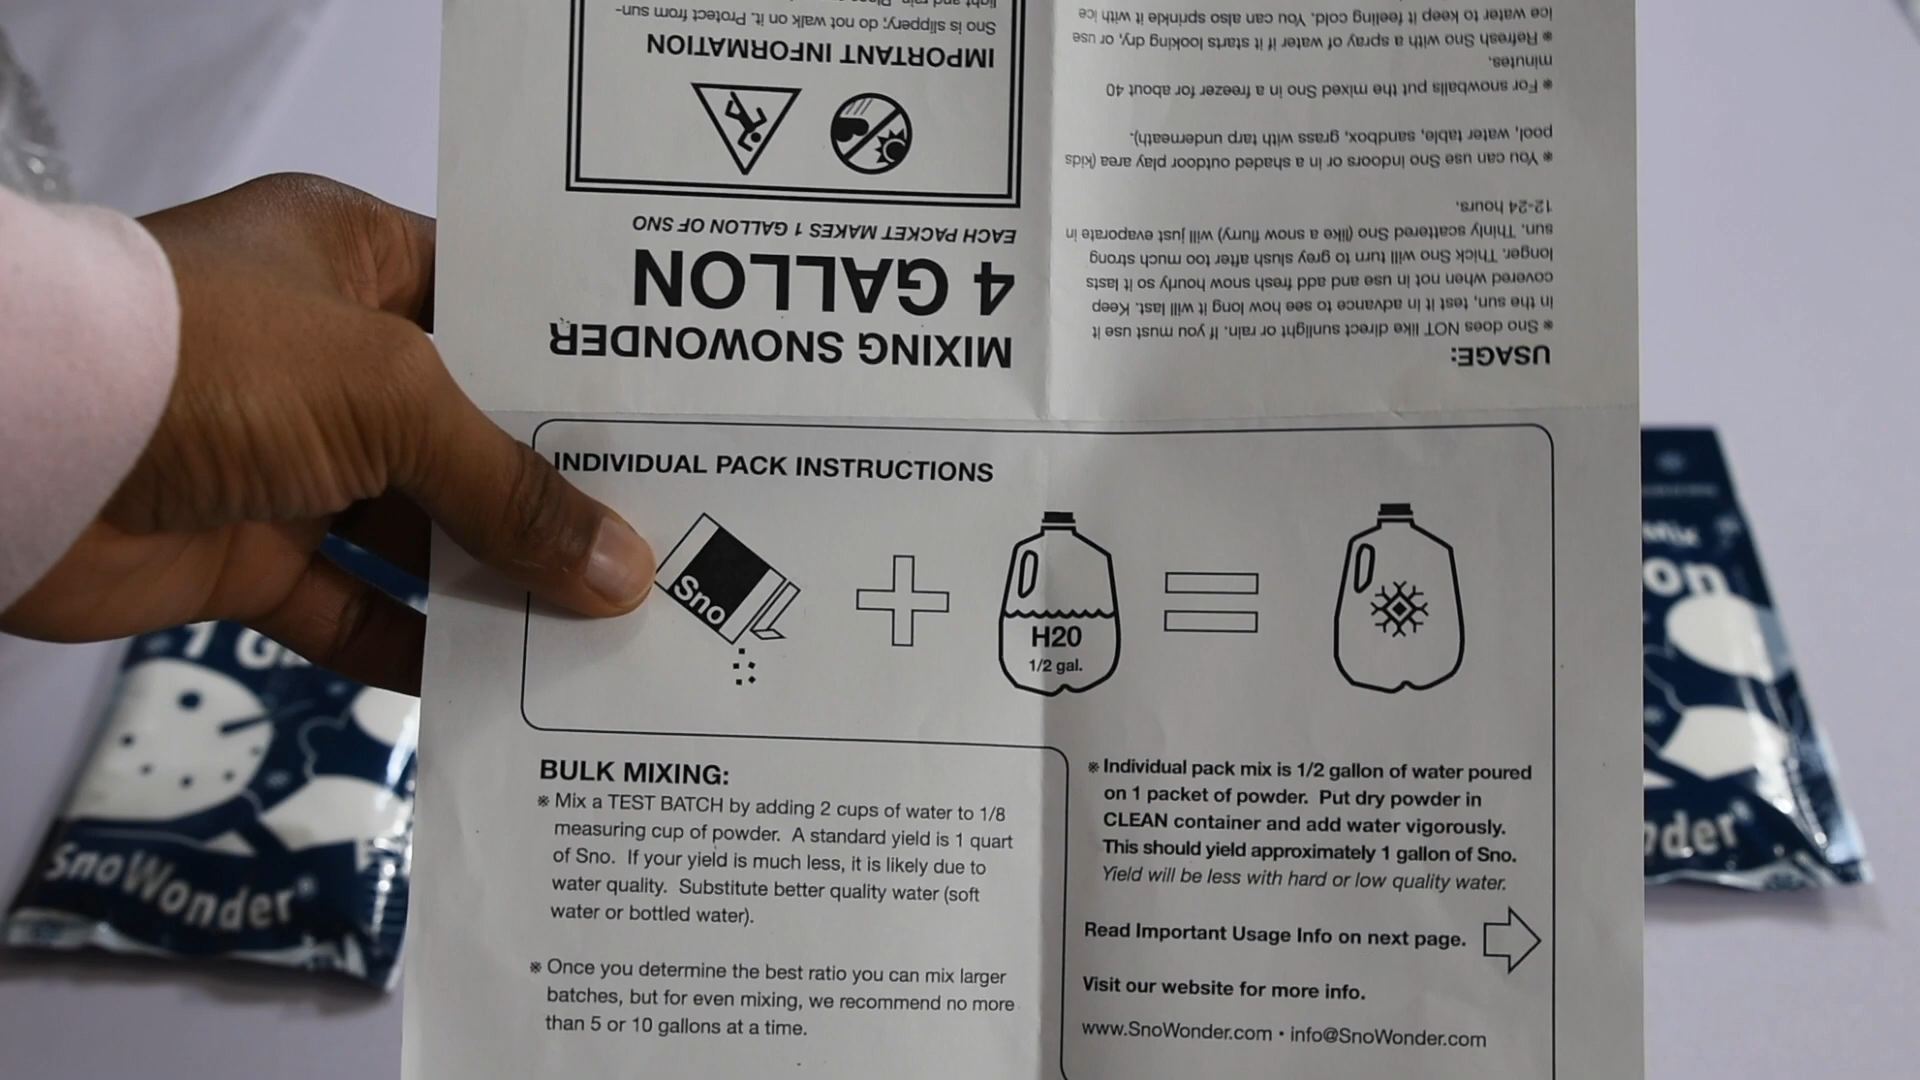 light and rain.
Sno is slippery; do not walk on it. Protect from sun-
IMPORTANT INFORMATION
EACH PACKET MAKES 1 GALLON OF SNO
4 GALLON
MIXING SNOWONDER
ice water to keep it feeling cold. You can also sprinkle it with ice
※ Refresh Sno with a spray of water if it starts looking dry, or use
minutes.
※ For snowballs put the mixed Sno in a freezer for about 40
pool, water table, sandbox, grass with tarp underneath).
※ You can use Sno indoors or in a shaded outdoor play area (kids
12-24 hours.
sun. Thinly scattered Sno (like a snow flurry) will just evaporate in
longer. Thick Sno will turn to grey slush after too much strong
covered when not in use and add fresh snow hourly so it lasts
in the sun, test it in advance to see how long it will last. Keep
※ Sno does NOT like direct sunlight or rain. If you must use it
USAGE:
INDIVIDUAL PACK INSTRUCTIONS
Sno
H20
1/2 gal.
BULK MIXING:
※ Mix a TEST BATCH by adding 2 cups of water to 1/8
measuring cup of powder. A standard yield is 1 quart
of Sno. If your yield is much less, it is likely due to
water quality. Substitute better quality water (soft
water or bottled water).
※ Once you determine the best ratio you can mix larger
batches, but for even mixing, we recommend no more
than 5 or 10 gallons at a time.
※ Individual pack mix is 1/2 gallon of water poured
on 1 packet of powder. Put dry powder in
CLEAN container and add water vigorously.
This should yield approximately 1 gallon of Sno.
Yield will be less with hard or low quality water.
Read Important Usage Info on next page.
Visit our website for more info.
www.SnoWonder.com • info@SnoWonder.com
1 G
SnoWonder®
Mix
on
nder®